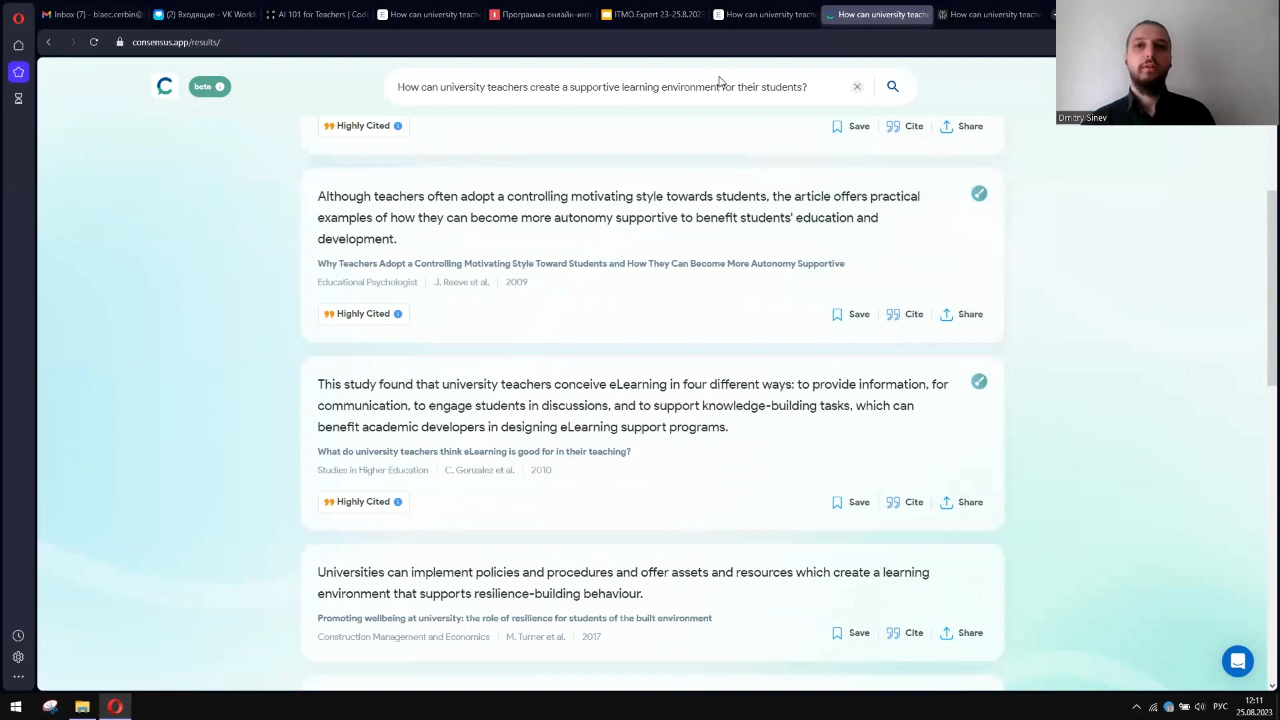 Inbox (7) - blaec.cerbin@
Входящие - VK Workk
AI 101 for Teachers | Code
How can university teache
Программа онлайн-инте
ITMO.Expert 23-25.8.2023
How can university teache
How can university teache
How can university teache
consensus.app/results/
beta
How can university teachers create a supportive learning environment for their students?
Dmitry Sinev
Highly Cited
Save Cite Share
Although teachers often adopt a controlling motivating style towards students, the article offers practical
examples of how they can become more autonomy supportive to benefit students' education and
development.
Why Teachers Adopt a Controlling Motivating Style Toward Students and How They Can Become More Autonomy Supportive
Educational Psychologist | J. Reeve et al. | 2009
Highly Cited
Save Cite Share
This study found that university teachers conceive eLearning in four different ways: to provide information, for
communication, to engage students in discussions, and to support knowledge-building tasks, which can
benefit academic developers in designing eLearning support programs.
What do university teachers think eLearning is good for in their teaching?
Studies in Higher Education | C. Gonzalez et al. | 2010
Highly Cited
Save Cite Share
Universities can implement policies and procedures and offer assets and resources which create a learning
environment that supports resilience-building behaviour.
Promoting wellbeing at university: the role of resilience for students of the built environment
Construction Management and Economics | M. Turner et al. | 2017
Save Cite Share
РУС
12:11
25.08.2023